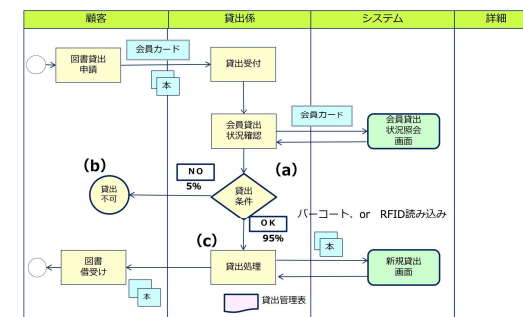 顧客
貸出係
システム
詳細
図書貸出
申請
会員カード
本
貸出受付
会員貸出
状況確認
会員カード
会員貸出
状況照会
画面
(b)
貸出
不可
NO
5%
(a)
貸出
条件
OK
95%
バーコート、or RFID読み込み
(c)
図書
借受け
本
貸出処理
本
新規貸出
画面
貸出管理表